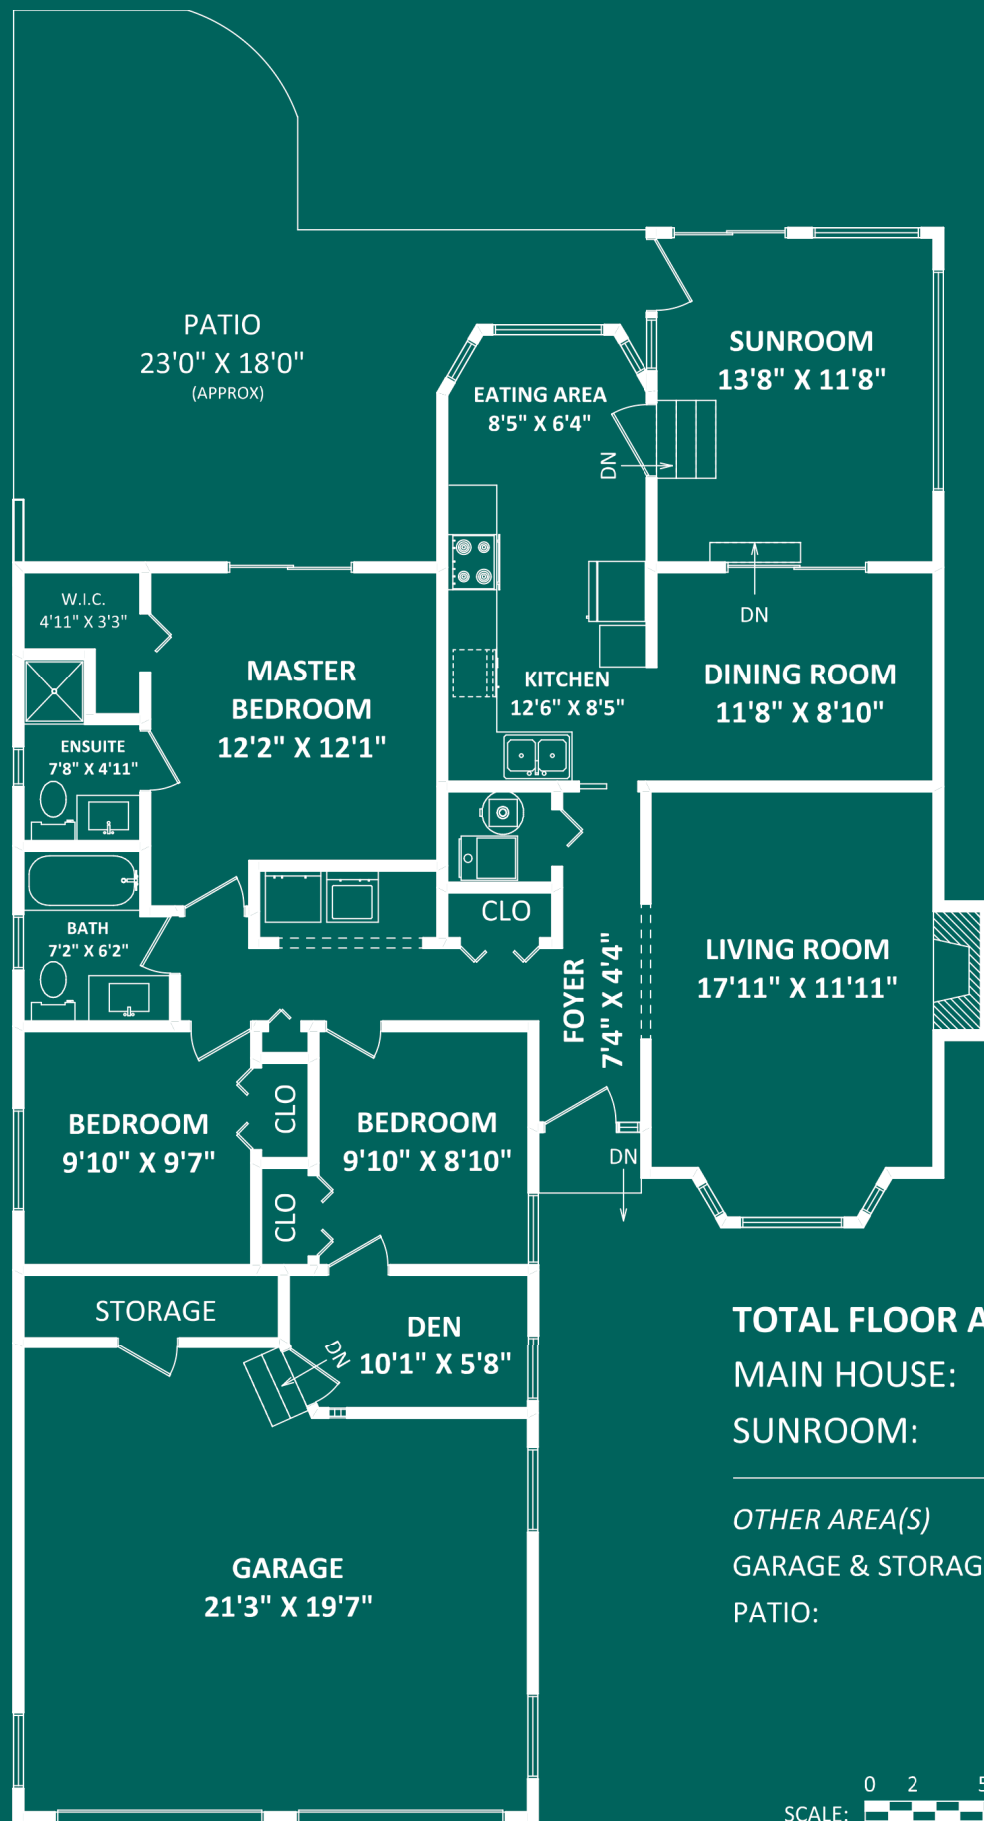 PATIO
23'0" X 18'0"
(APPROX)
SUNROOM
13'8" X 11'8"
EATING AREA
8'5" X 6'4"
DN
W.I.C.
4'11" X 3'3"
DN
MASTER
BEDROOM
12'2" X 12'1"
KITCHEN
12'6" X 8'5"
DINING ROOM
11'8" X 8'10"
ENSUITE
7'8" X 4'11"
CLO
BATH
7'2" X 6'2"
FOYER
7'4" X 4'4"
LIVING ROOM
17'11" X 11'11"
BEDROOM
9'10" X 9'7"
CLO
BEDROOM
9'10" X 8'10"
DN
CLO
STORAGE
DEN
10'1" X 5'8"
DN
TOTAL FLOOR A
MAIN HOUSE:
SUNROOM:
OTHER AREA(S)
GARAGE & STORAG
PATIO:
GARAGE
21'3" X 19'7"
0 2 5
SCALE: